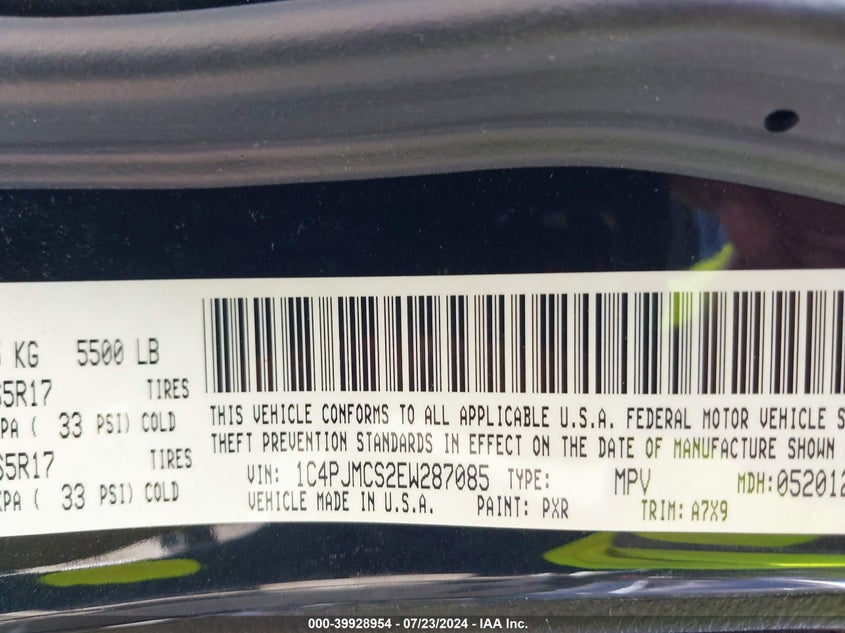 KG 5500 LB
5R17 TIRES
PA ( 33 PSI) COLD
5R17 TIRES
KPA ( 33 PSI) COLD
THIS VEHICLE CONFORMS TO ALL APPLICABLE U.S.A. FEDERAL MOTOR VEHICLE S
THEFT PREVENTION STANDARDS IN EFFECT ON THE DATE OF MANUFACTURE SHOWN
VIN: 1C4PJMCS2EW287085 TYPE: MPV MDH: 052012
VEHICLE MADE IN U.S.A. PAINT: PXR TRIM: A7X9
000-39928954 - 07/23/2024 - IAA Inc.